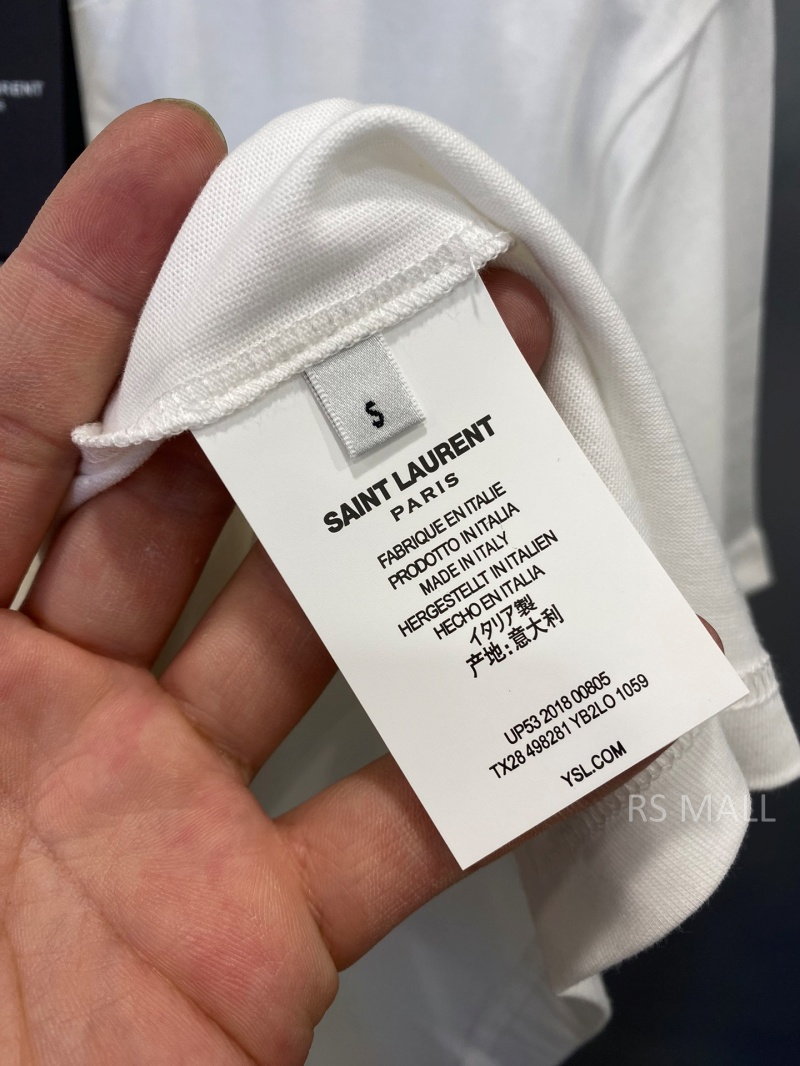 S
SAINT LAURENT
PARIS
FABRIQUE EN ITALIE
PRODOTTO IN ITALIA
MADE IN ITALY
HERGESTELLT IN ITALIEN
HECHO EN ITALIA
イタリア製
产地:意大利
UP53 2018 00805
TX28 498281 YB2LO 1059
YSL.COM
RS MALL